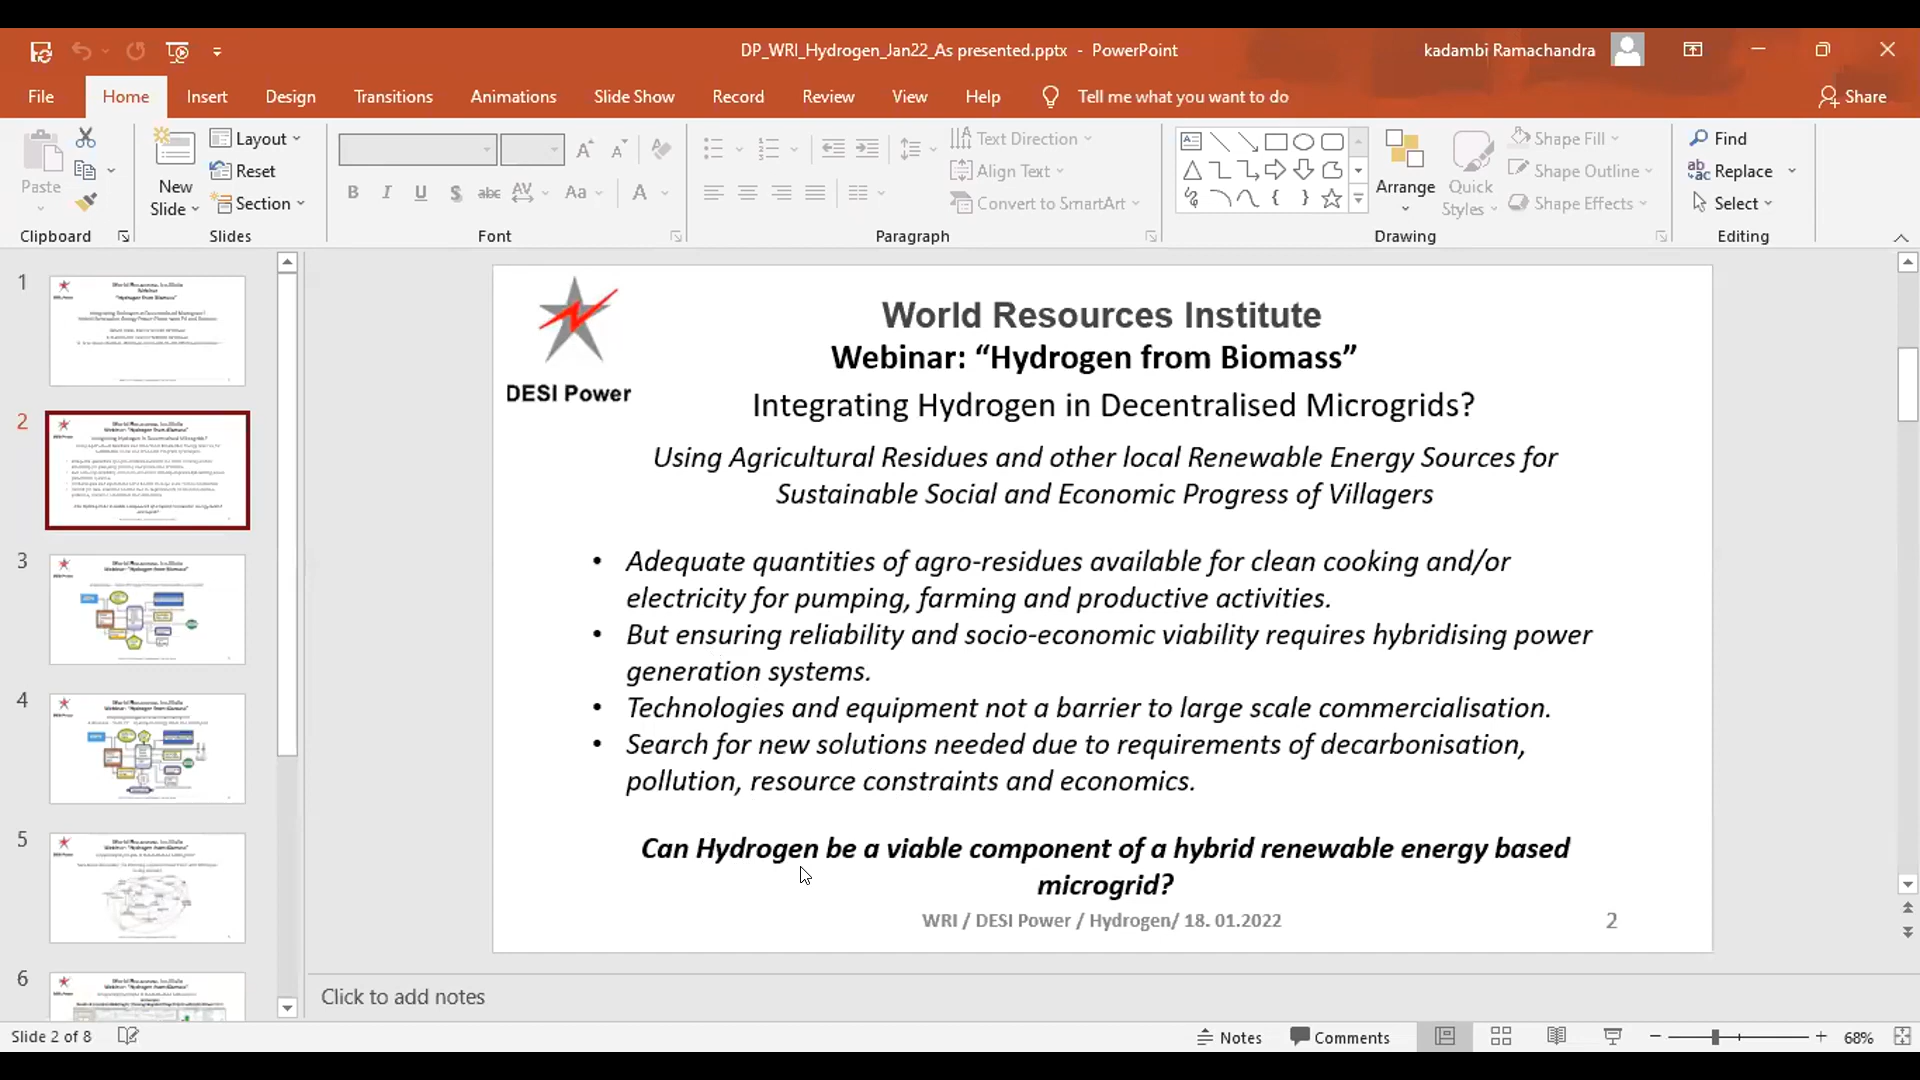 DP_WRI_Hydrogen_Jan22_As presented.pptx - PowerPoint
kadambi Ramachandra
File Home Insert Design Transitions Animations Slide Show Record Review View Help Tell me what you want to do Share
Paste
New Slide
Layout
Reset
Section
B I U S abc AV Aa A
Text Direction
Align Text
Convert to SmartArt
Arrange
Quick Styles
Shape Fill
Shape Outline
Shape Effects
Find
Replace
Select
Clipboard Slides Font Paragraph Drawing Editing
1
2
3
4
5
6
DESI Power
World Resources Institute
Webinar: “Hydrogen from Biomass”
Integrating Hydrogen in Decentralised Microgrids?
Using Agricultural Residues and other local Renewable Energy Sources for
Sustainable Social and Economic Progress of Villagers
• Adequate quantities of agro-residues available for clean cooking and/or
electricity for pumping, farming and productive activities.
• But ensuring reliability and socio-economic viability requires hybridising power
generation systems.
• Technologies and equipment not a barrier to large scale commercialisation.
• Search for new solutions needed due to requirements of decarbonisation,
pollution, resource constraints and economics.
Can Hydrogen be a viable component of a hybrid renewable energy based
microgrid?
WRI / DESI Power / Hydrogen/ 18. 01.2022
2
Click to add notes
Slide 2 of 8
Notes Comments 68%